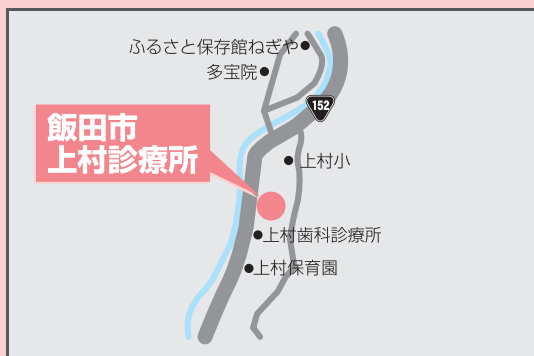 ふるさと保存館ねぎや
多宝院
152
飯田市
上村診療所
上村小
上村歯科診療所
上村保育園